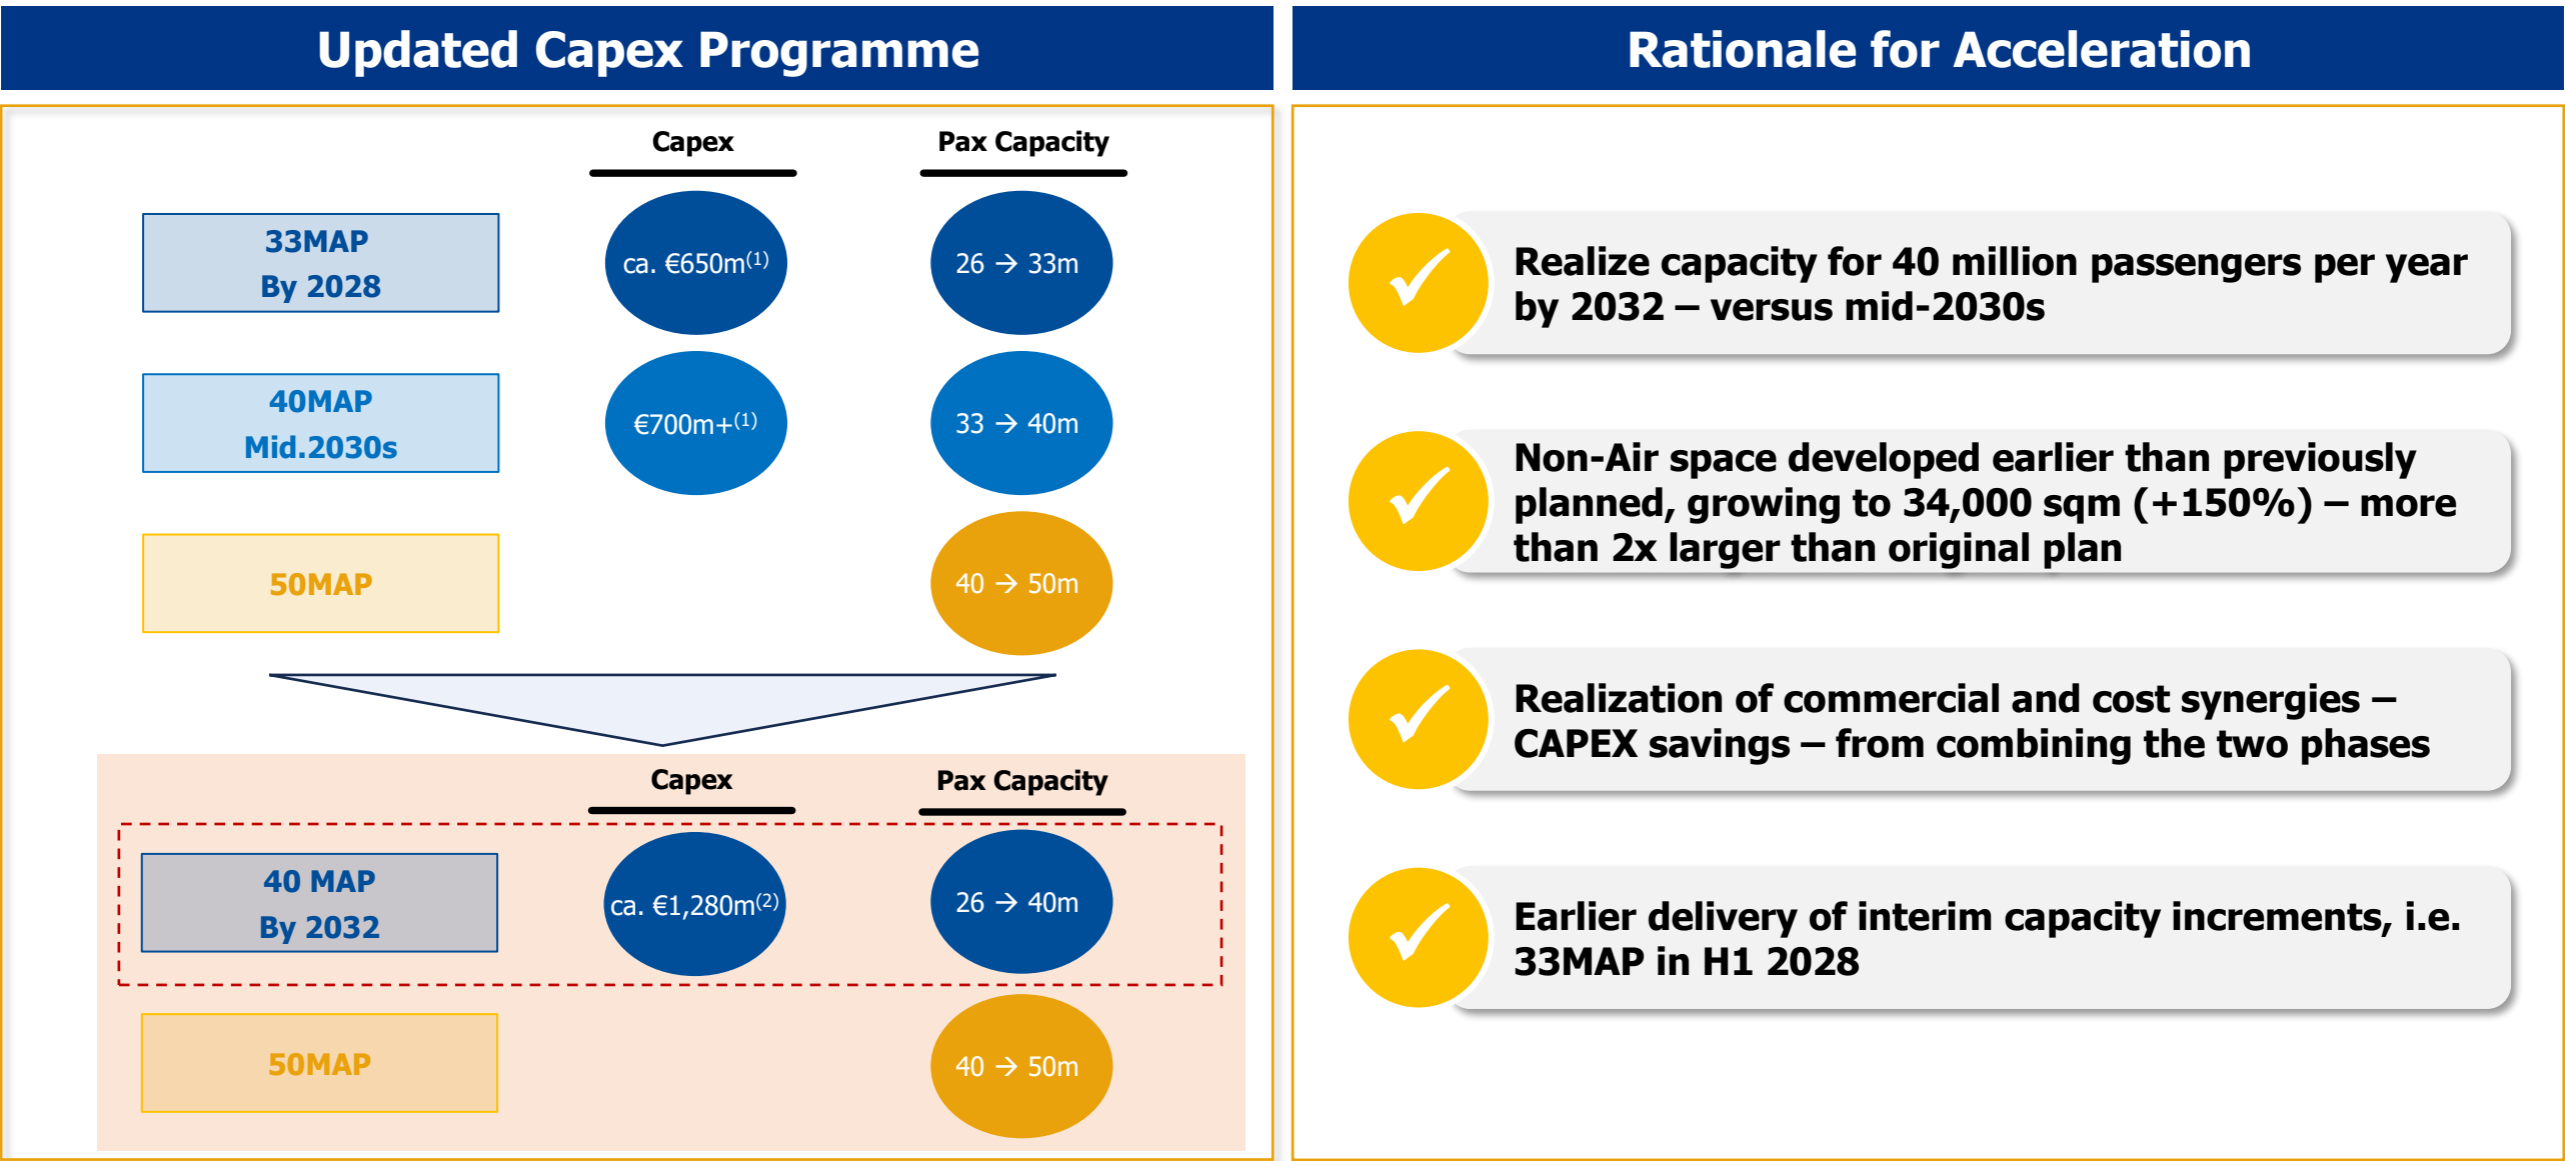 Updated Capex Programme
Capex
Pax Capacity
33MAP
By 2028
ca. €650m(1)
26 → 33m
40MAP
Mid.2030s
€700m+(1)
33 → 40m
50MAP
40 → 50m
Capex
Pax Capacity
40 MAP
By 2032
ca. €1,280m(2)
26 → 40m
50MAP
40 → 50m
Rationale for Acceleration
Realize capacity for 40 million passengers per year
by 2032 – versus mid-2030s
Non-Air space developed earlier than previously
planned, growing to 34,000 sqm (+150%) – more
than 2x larger than original plan
Realization of commercial and cost synergies –
CAPEX savings – from combining the two phases
Earlier delivery of interim capacity increments, i.e.
33MAP in H1 2028